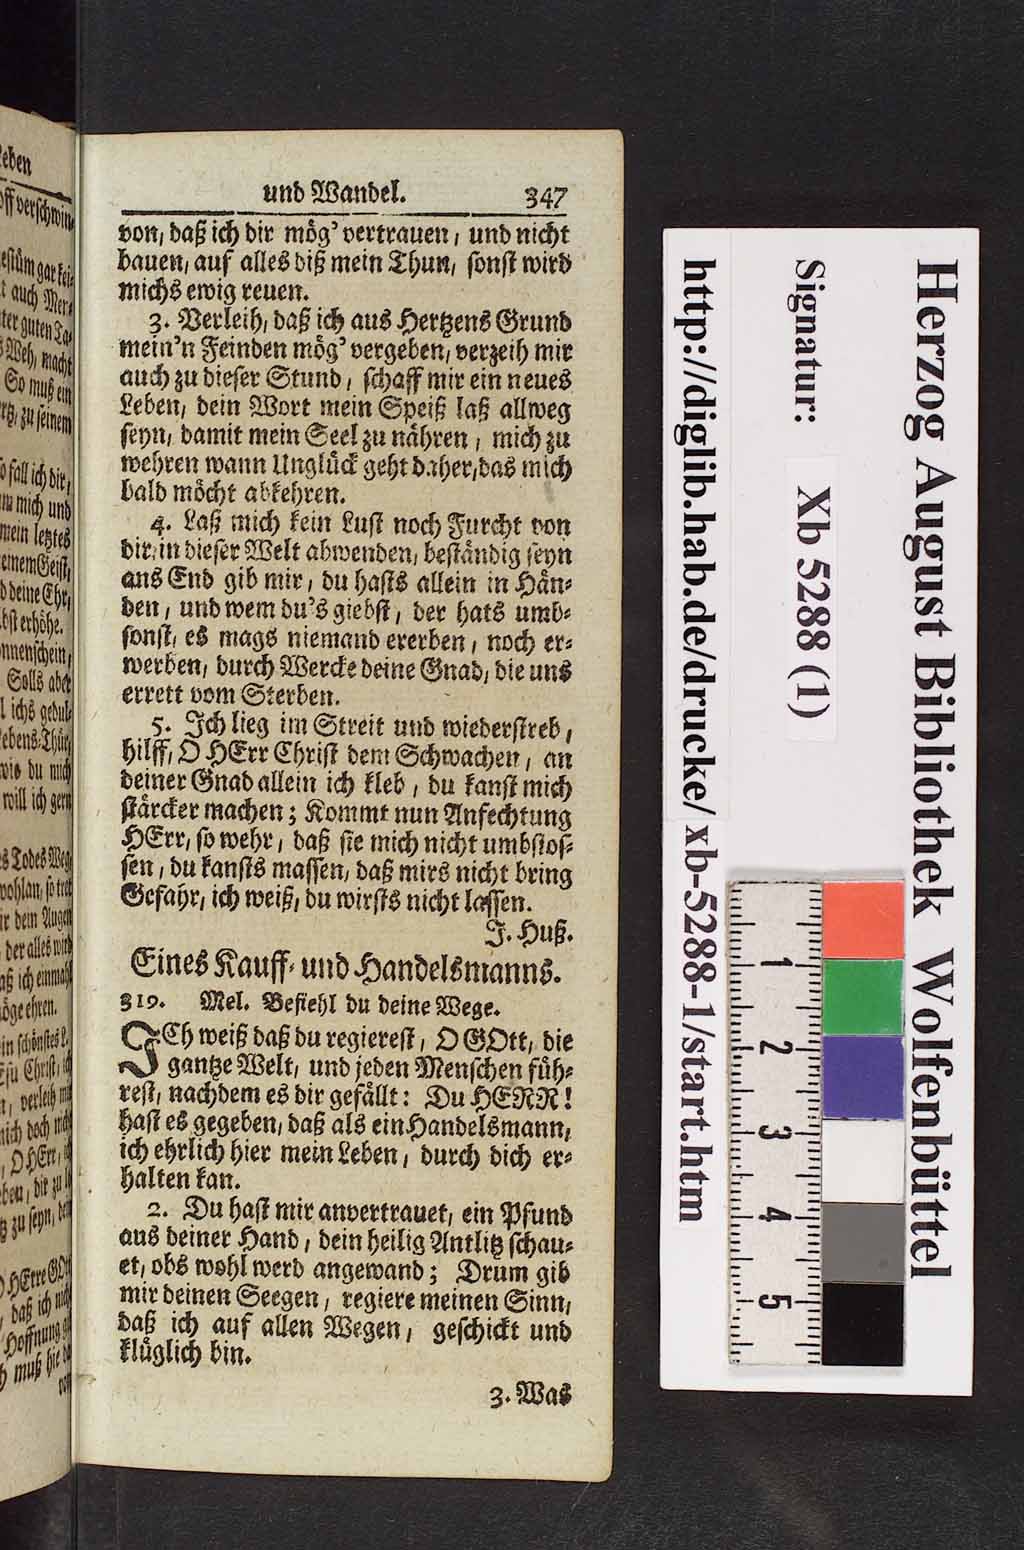 und Wandel. 347
von, daß ich dir mög' vertrauen, und nicht
bauen, auf alles diß mein Thun, sonst wird
michs ewig reuen.
3. Verleih, daß ich aus Hertzens Grund
mein'n Feinden mög' vergeben, verzeih mir
auch zu dieser Stund, schaff mir ein neues
Leben, dein Wort mein Speiß laß allweg
seyn, damit mein Seel zu nähren, mich zu
wehren wann Unglück geht daher, das mich
bald möcht abkehren.
4. Laß mich kein Lust noch Furcht von
dir, in dieser Welt abwenden, beständig seyn
ans End gib mir, du hasts allein in Hän-
den, und wem du's giebst, der hats umb-
sonst, es mags niemand ererben, noch er-
werben, durch Wercke deine Gnad, die uns
errett vom Sterben.
5. Ich lieg im Streit und wiederstreb,
hilff, O HErr Christ dem Schwachen, an
deiner Gnad allein ich kleb, du kanst mich
stärcker machen; Kommt nun Anfechtung
HErr, so wehr, daß sie mich nicht umbstos-
sen, du kansts massen, daß mirs nicht bring
Gefahr, ich weiß, du wirsts nicht lassen.
J. Huß.
Eines Kauff- und Handelsmanns.
319. Mel. Befiehl du deine Wege.
ICh weiß daß du regierest, O GOtt, die
gantze Welt, und jeden Menschen füh-
rest, nachdem es dir gefällt: Du HERR!
hast es gegeben, daß als ein Handelsmann,
ich ehrlich hier mein Leben, durch dich er-
halten kan.
2. Du hast mir anvertrauet, ein Pfund
aus deiner Hand, dein heilig Antlitz schau-
et, obs wohl werd angewand; Drum gib
mir deinen Seegen, regiere meinen Sinn,
daß ich auf allen Wegen, geschickt und
klüglich bin.
3. Was
Herzog August Bibliothek Wolfenbüttel
Signatur: Xb 5288 (1)
http://diglib.hab.de/drucke/xb-5288-1/start.htm
1
2
3
4
5